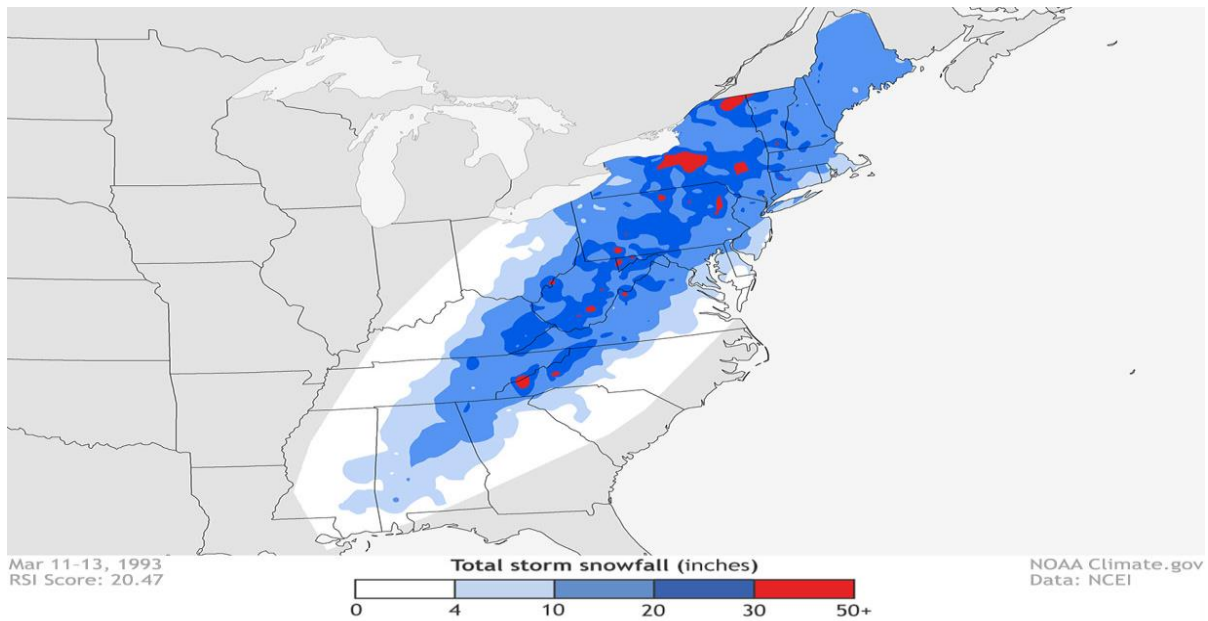 Mar 11-13, 1993
RSI Score: 20.47
Total storm snowfall (inches)
0 4 10 20 30 50+
NOAA Climate.gov
Data: NCEI